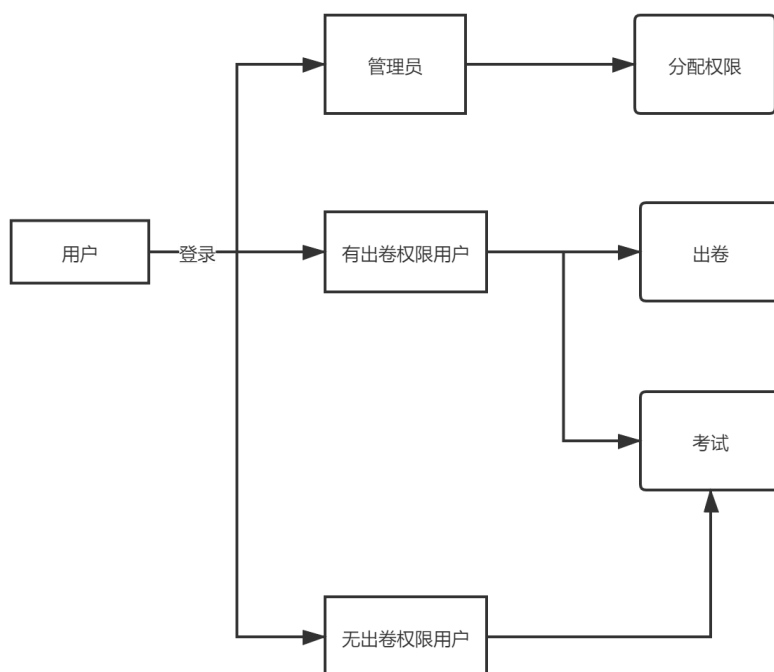 管理员
分配权限
用户
登录
有出卷权限用户
出卷
考试
无出卷权限用户